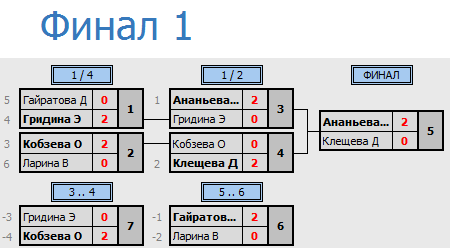 Финал 1
1 / 4 1 / 2 ФИНАЛ
5 Гайратова Д 0 1 1 Ананьева... 2 3
4 Гридина Э 2 Гридина Э 0
Ананьева... 2 5
Клещева Д 0
3 Кобзева О 2 2 Кобзева О 0 4
6 Ларина В 0 2 Клещева Д 2
3 .. 4 5 .. 6
-3 Гридина Э 0 7 -1 Гайратов... 2 6
-4 Кобзева О 2 -2 Ларина В 0